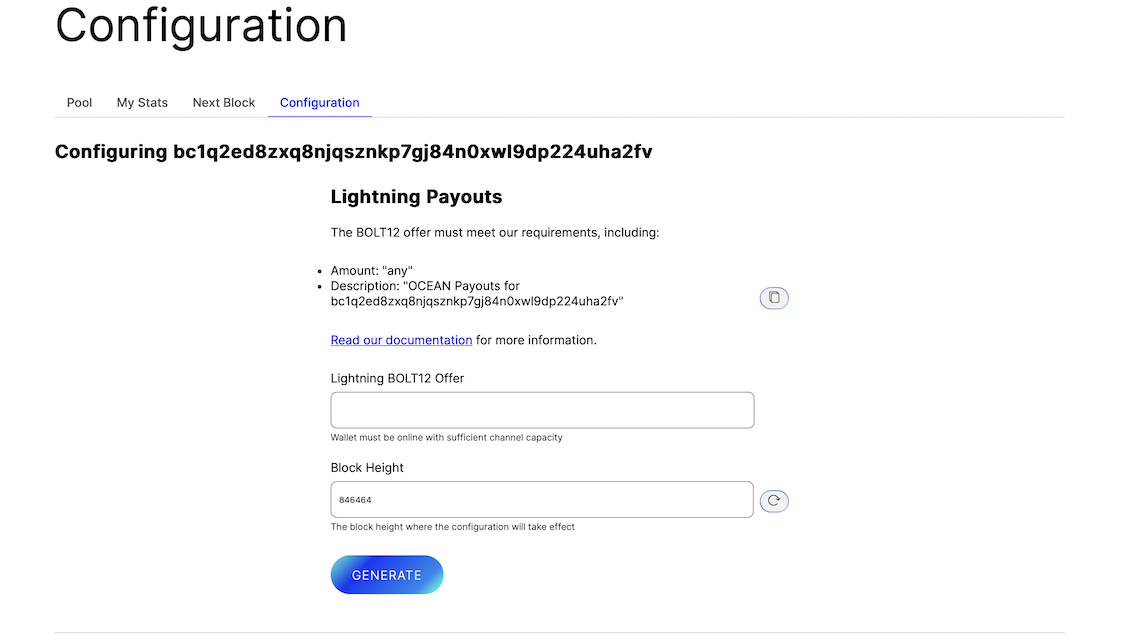 Configuration
Pool
My Stats
Next Block
Configuration
Configuring bc1q2ed8zxq8njqsznkp7gj84n0xwl9dp224uha2fv
Lightning Payouts
The BOLT12 offer must meet our requirements, including:
Amount: "any"
Description: "OCEAN Payouts for
bc1q2ed8zxq8njqsznkp7gj84n0xwl9dp224uha2fv"
Read our documentation for more information.
Lightning BOLT12 Offer
Wallet must be online with sufficient channel capacity
Block Height
846464
The block height where the configuration will take effect
GENERATE